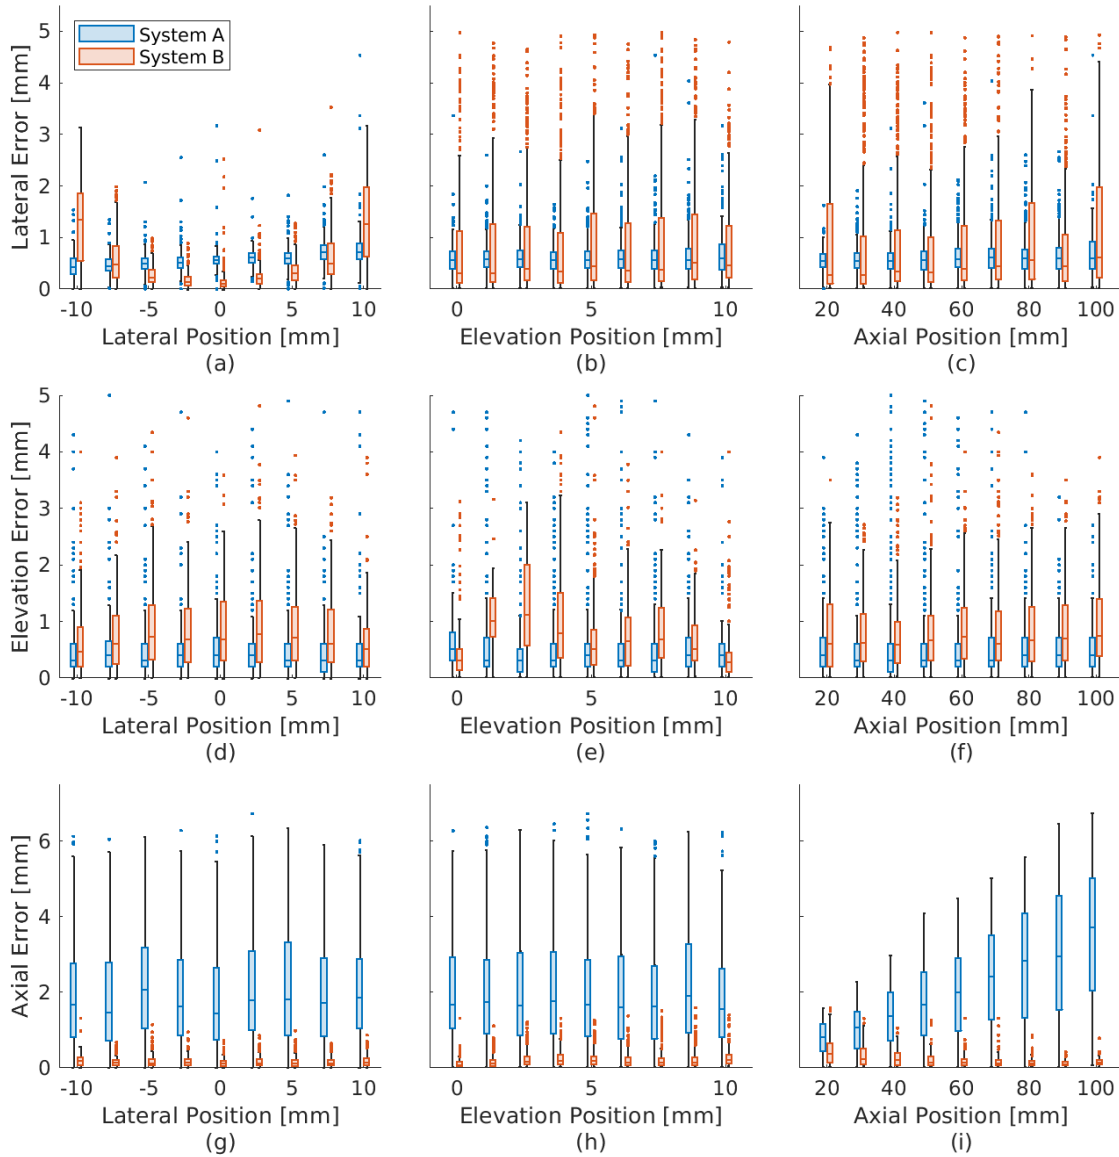 System A
System B
Lateral Error [mm]
5
4
3
2
1
0
-10 -5 0 5 10
Lateral Position [mm]
(a)
0 5 10
Elevation Position [mm]
(b)
20 40 60 80 100
Axial Position [mm]
(c)
Elevation Error [mm]
5
4
3
2
1
0
-10 -5 0 5 10
Lateral Position [mm]
(d)
0 5 10
Elevation Position [mm]
(e)
20 40 60 80 100
Axial Position [mm]
(f)
Axial Error [mm]
6
4
2
0
-10 -5 0 5 10
Lateral Position [mm]
(g)
0 5 10
Elevation Position [mm]
(h)
20 40 60 80 100
Axial Position [mm]
(i)